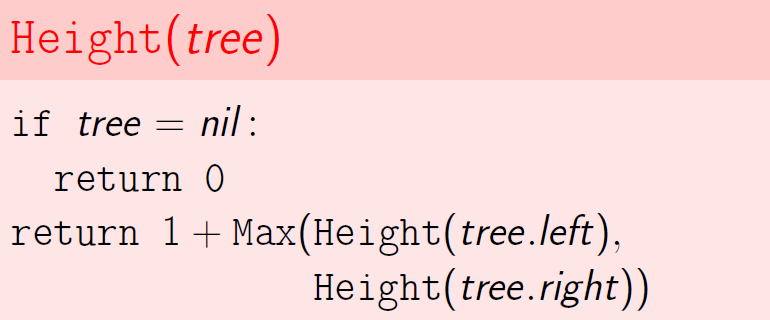 Height(tree)
if tree = nil:
return 0
return 1 + Max(Height(tree.left),
Height(tree.right))